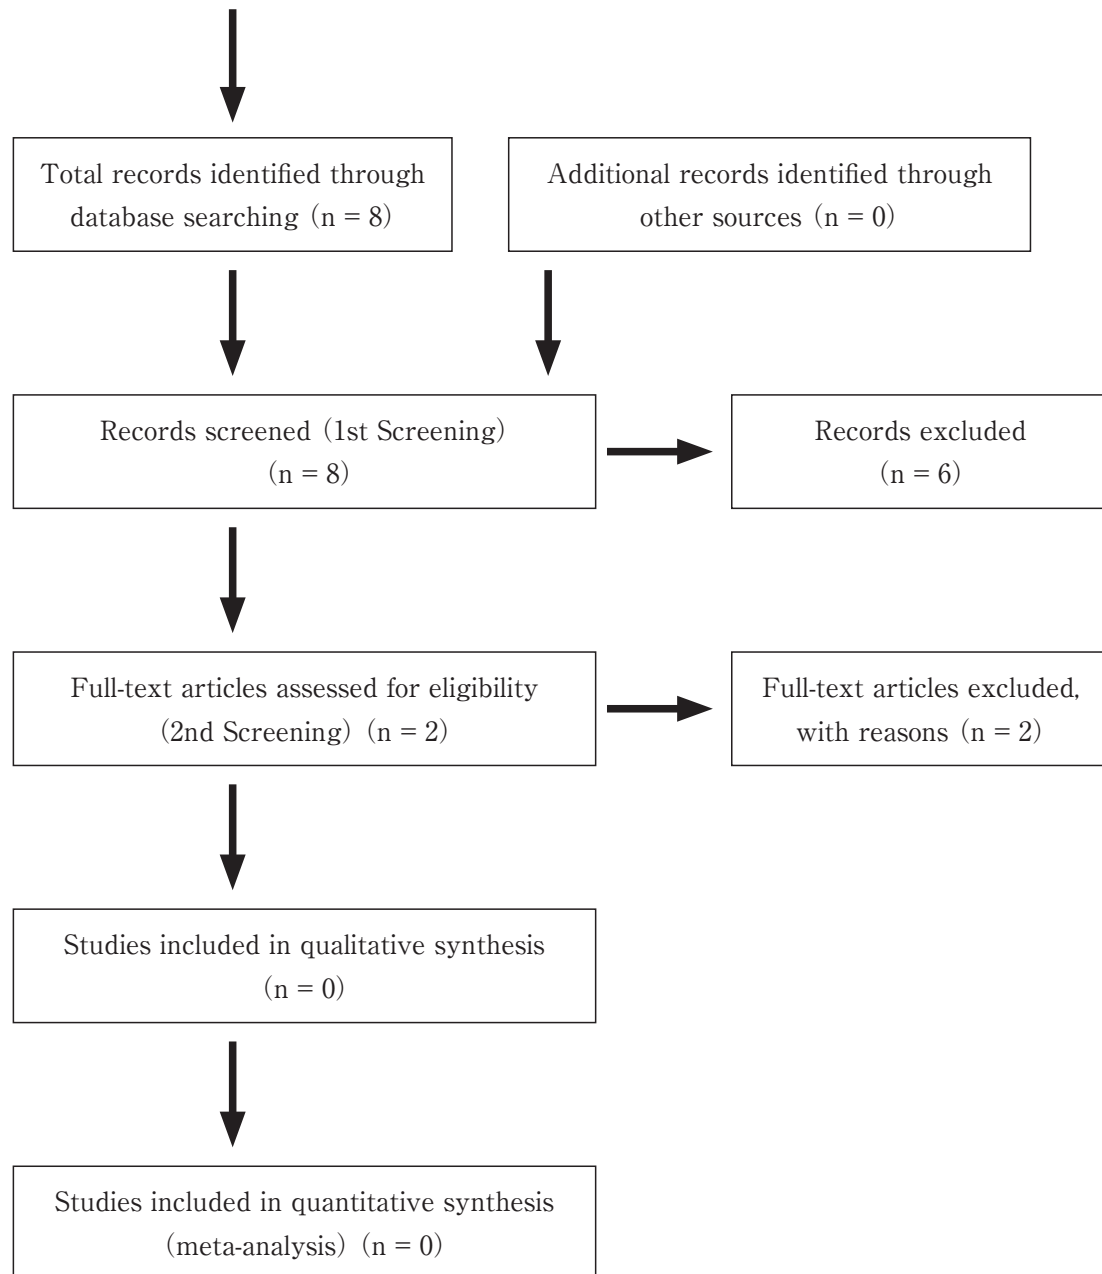 Total records identified through
database searching (n = 8)
Additional records identified through
other sources (n = 0)
Records screened (1st Screening)
(n = 8)
Records excluded
(n = 6)
Full-text articles assessed for eligibility
(2nd Screening) (n = 2)
Full-text articles excluded,
with reasons (n = 2)
Studies included in qualitative synthesis
(n = 0)
Studies included in quantitative synthesis
(meta-analysis) (n = 0)